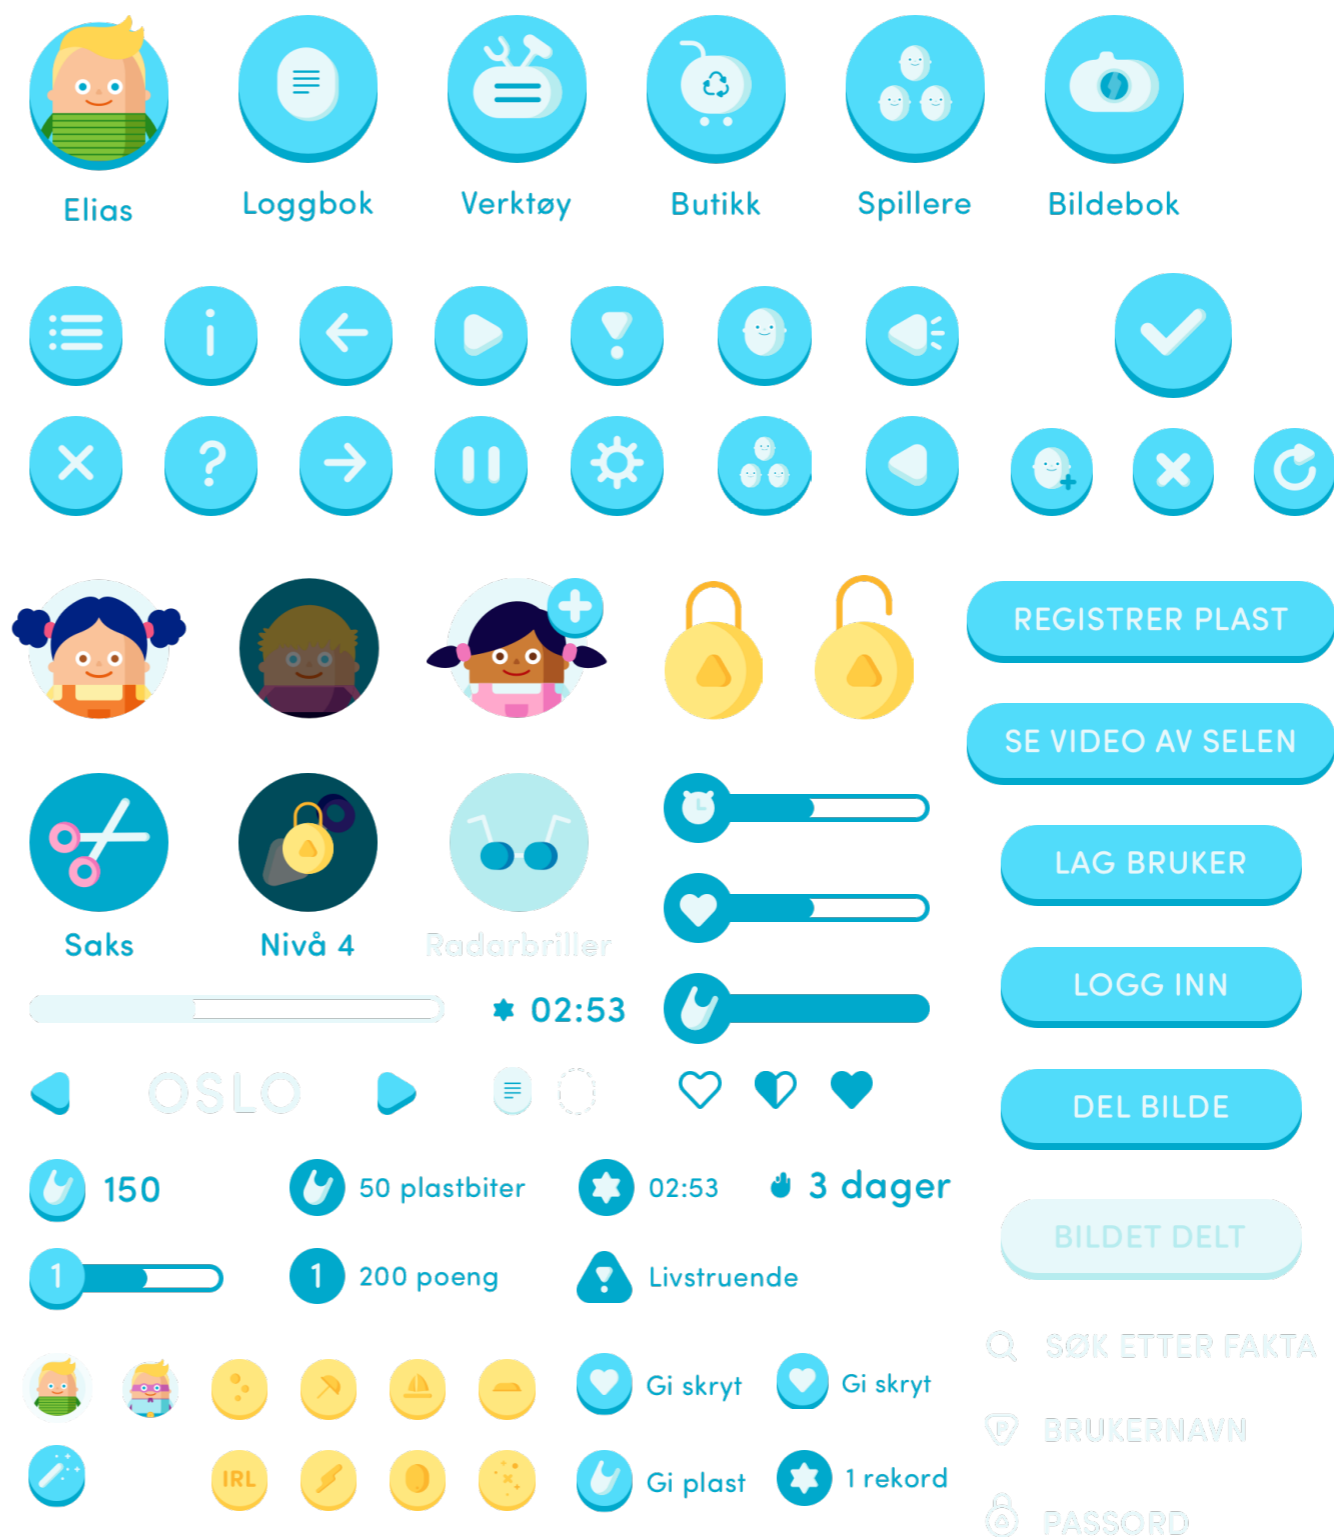 Elias
Loggbok
Verktøy
Butikk
Spillere
Bildebok
REGISTRER PLAST
SE VIDEO AV SELEN
LAG BRUKER
Saks
Nivå 4
Radarbriller
LOGG INN
02:53
OSLO
DEL BILDE
150
50 plastbiter
02:53
3 dager
BILDET DELT
1
1
200 poeng
Livstruende
SØK ETTER FAKTA
Gi skryt
Gi skryt
P
BRUKERNAVN
IRL
Gi plast
1 rekord
PASSORD